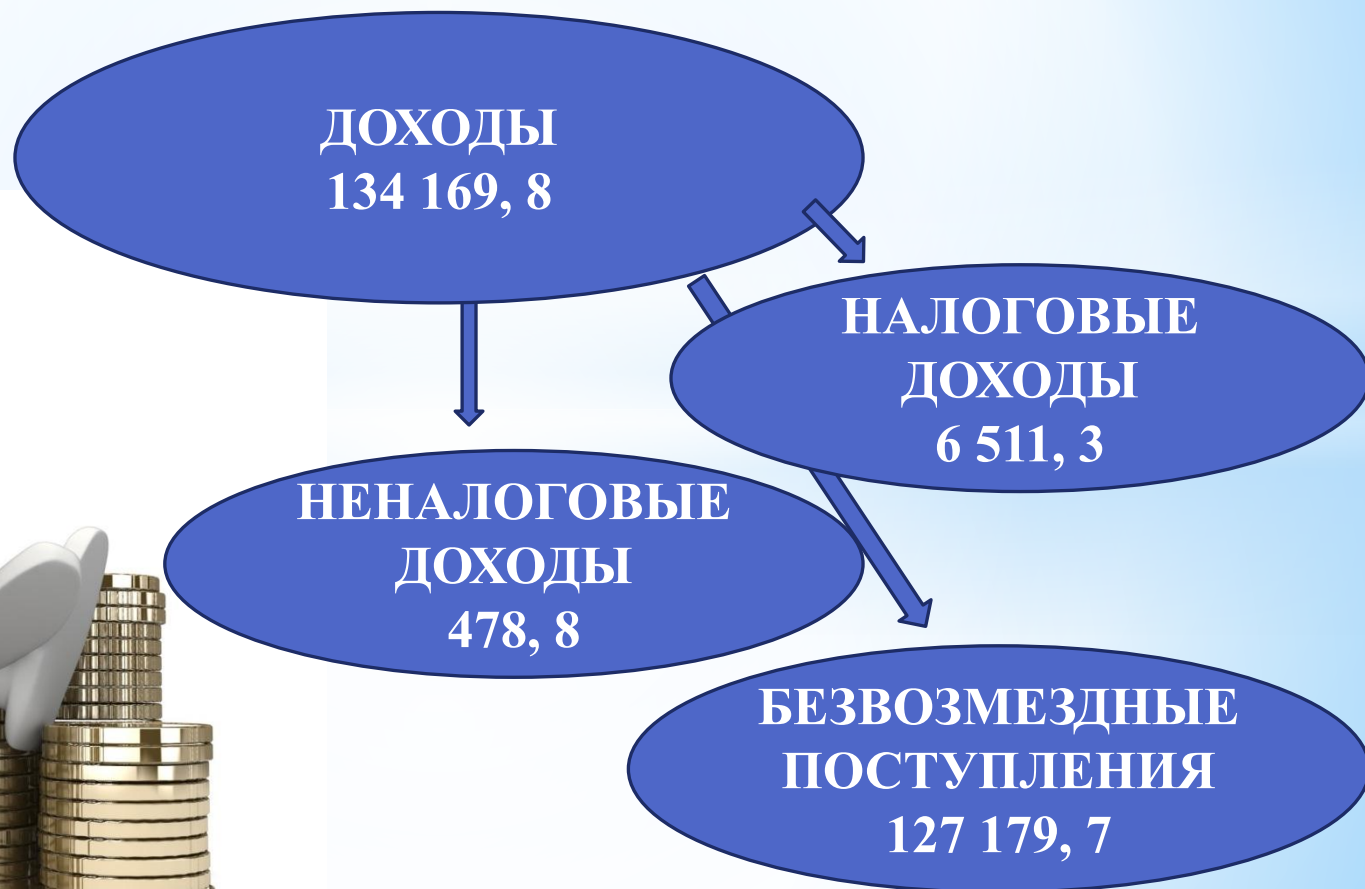 ДОХОДЫ
134 169, 8
НАЛОГОВЫЕ
ДОХОДЫ
6 511, 3
НЕНАЛОГОВЫЕ
ДОХОДЫ
478, 8
БЕЗВОЗМЕЗДНЫЕ
ПОСТУПЛЕНИЯ
127 179, 7